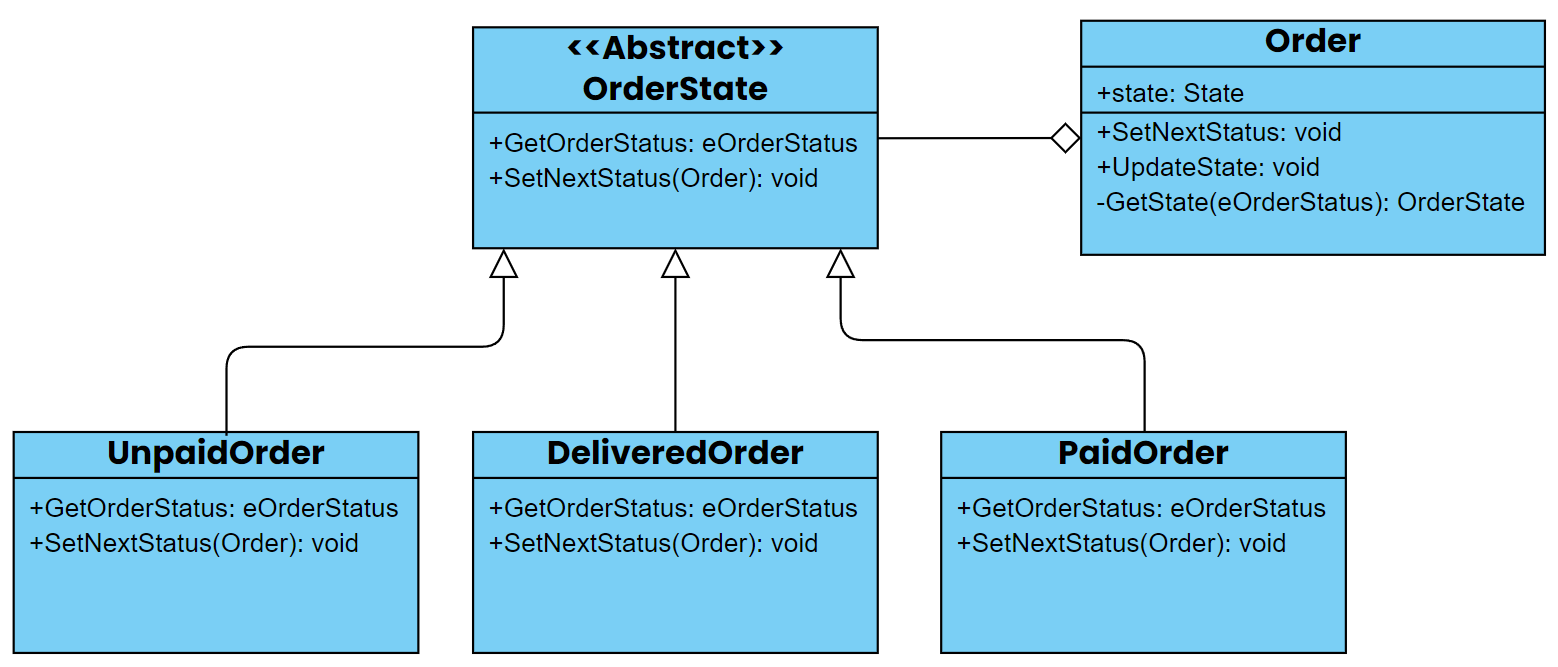 <<Abstract>>
OrderState
+GetOrderStatus: eOrderStatus
+SetNextStatus(Order): void
Order
+state: State
+SetNextStatus: void
+UpdateState: void
-GetState(eOrderStatus): OrderState
UnpaidOrder
+GetOrderStatus: eOrderStatus
+SetNextStatus(Order): void
DeliveredOrder
+GetOrderStatus: eOrderStatus
+SetNextStatus(Order): void
PaidOrder
+GetOrderStatus: eOrderStatus
+SetNextStatus(Order): void